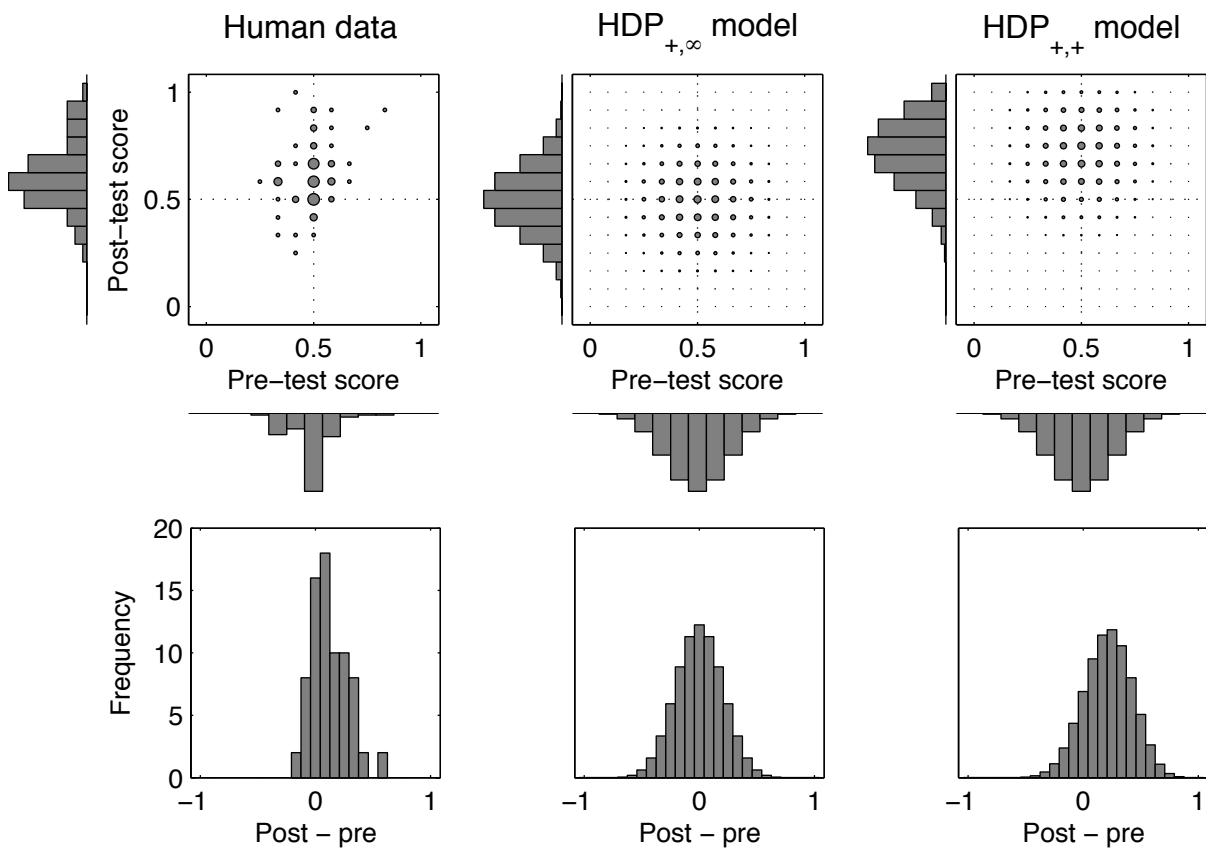 Human data
HDP+,∞ model
HDP+,+ model
Post−test score
1
0.5
0
0 0.5 1
Pre−test score
0 0.5 1
Pre−test score
0 0.5 1
Pre−test score
Frequency
20
15
10
5
0
−1 0 1
Post − pre
−1 0 1
Post − pre
−1 0 1
Post − pre